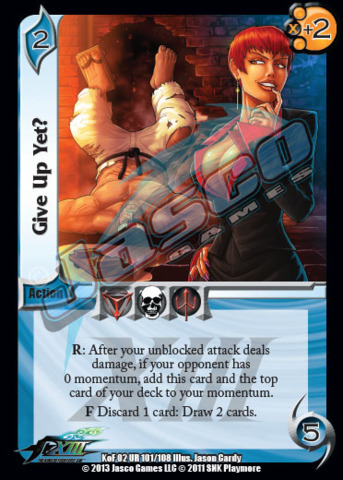 2
x+2
Give Up Yet?
Jasco
GAMES
Action
R: After your unblocked attack deals
damage, if your opponent has
0 momentum, add this card and the top
card of your deck to your momentum.
F Discard 1 card: Draw 2 cards.
XIII
5
KoF 02 UR 101/108 Illus. Jason Cardy
© 2013 Jasco Games LLC © 2011 SNK Playmore